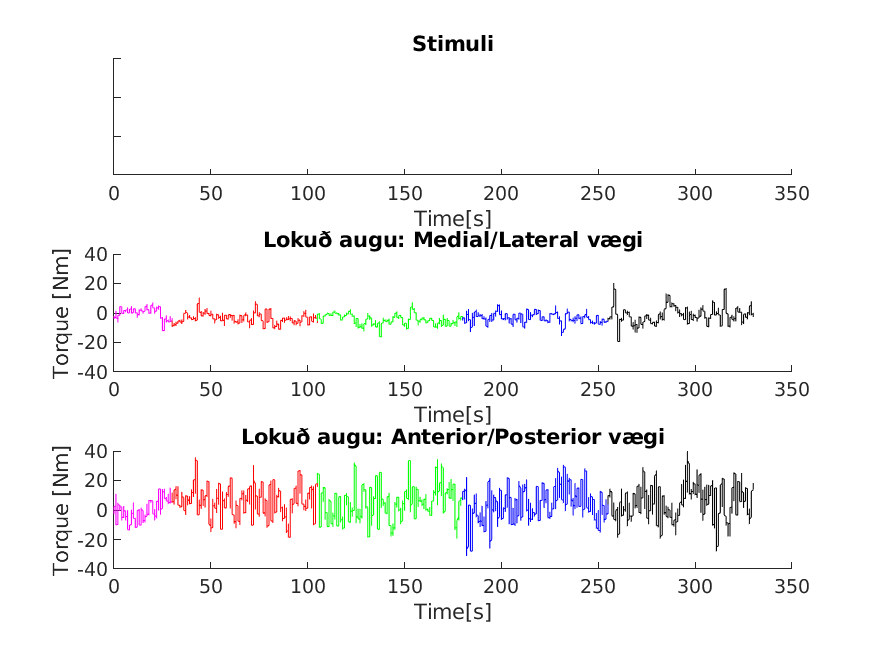 Stimuli
0 50 100 150 200 250 300 350
Time[s]
Lokuð augu: Medial/Lateral vægi
Torque [Nm]
40
20
0
-20
-40
0 50 100 150 200 250 300 350
Time[s]
Lokuð augu: Anterior/Posterior vægi
Torque [Nm]
40
20
0
-20
-40
0 50 100 150 200 250 300 350
Time[s]